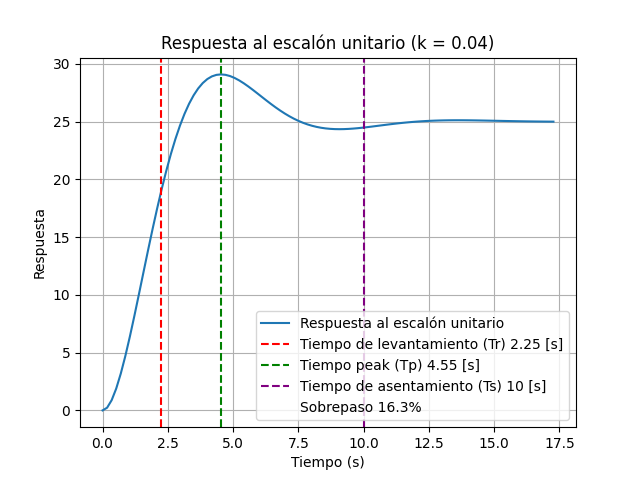 Respuesta al escalón unitario (k = 0.04)
30
25
20
15
10
5
0
Respuesta
Respuesta al escalón unitario
Tiempo de levantamiento (Tr) 2.25 [s]
Tiempo peak (Tp) 4.55 [s]
Tiempo de asentamiento (Ts) 10 [s]
Sobrepaso 16.3%
0.0 2.5 5.0 7.5 10.0 12.5 15.0 17.5
Tiempo (s)